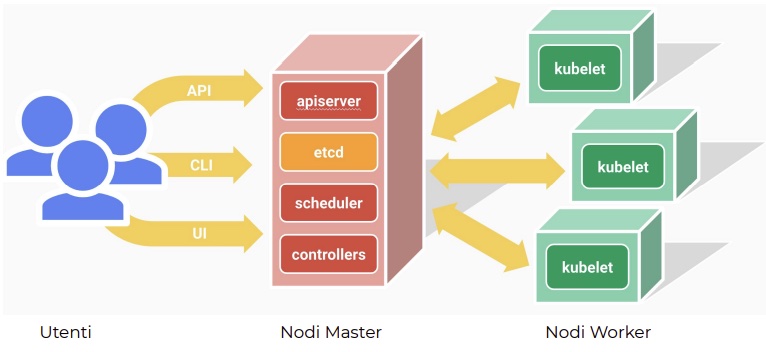 API
CLI
UI
apiserver
etcd
scheduler
controllers
kubelet
kubelet
kubelet
Utenti
Nodi Master
Nodi Worker